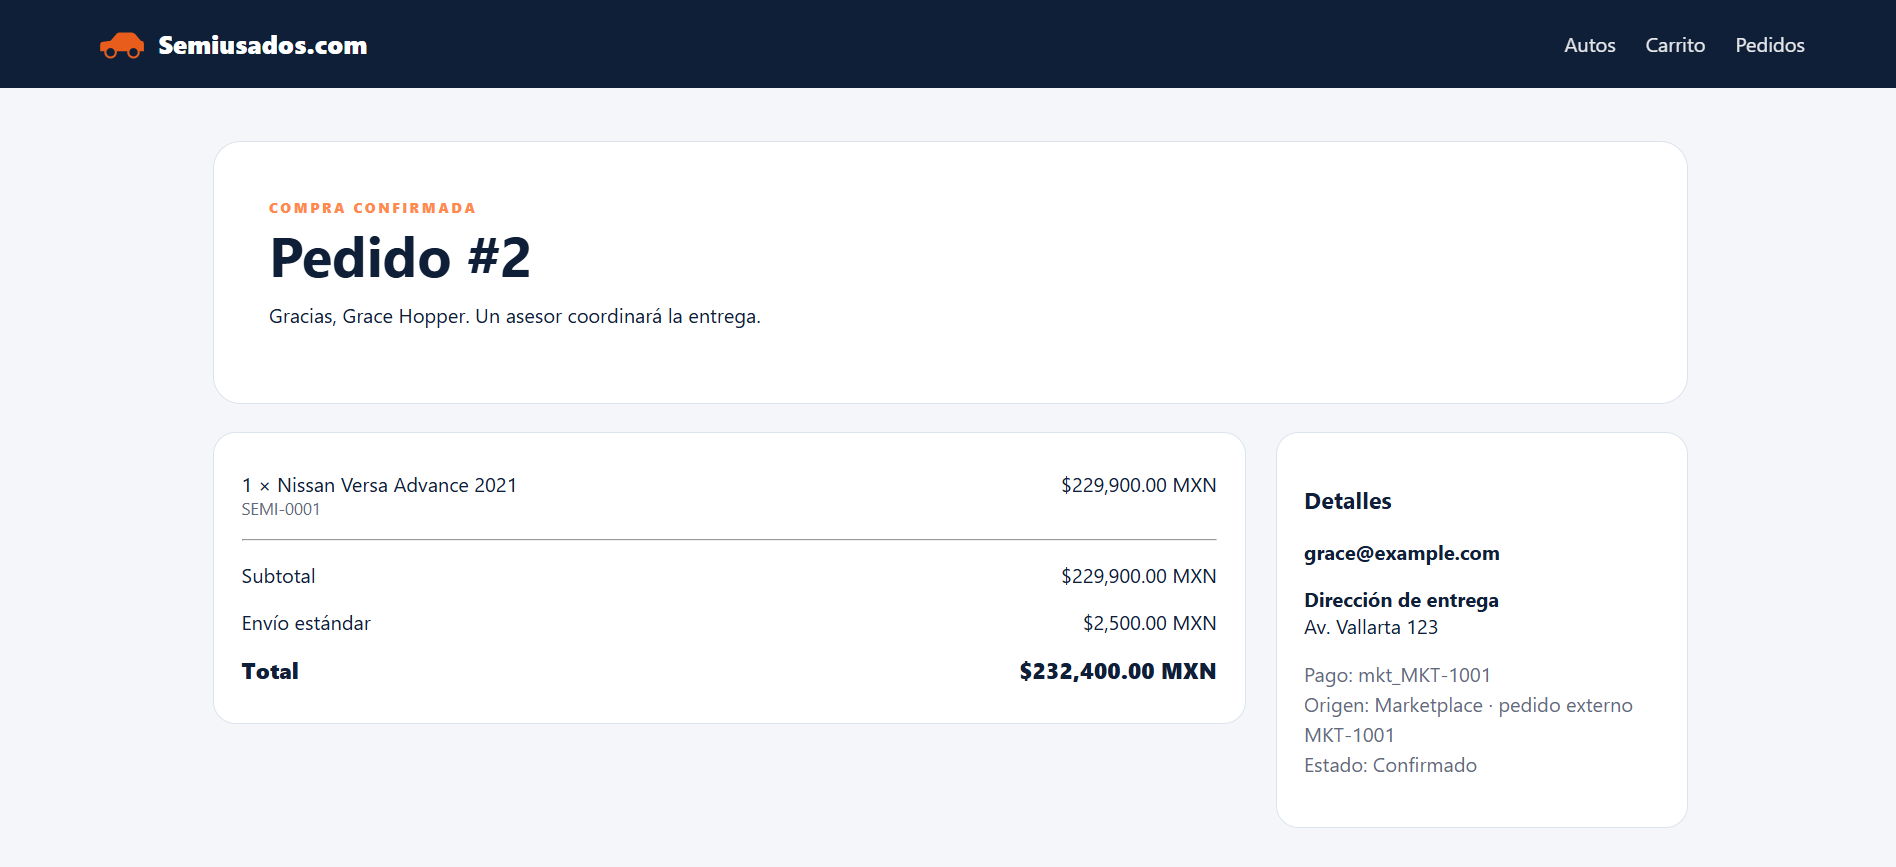 Semiusados.com
Autos Carrito Pedidos
COMPRA CONFIRMADA
Pedido #2
Gracias, Grace Hopper. Un asesor coordinará la entrega.
1 × Nissan Versa Advance 2021 $229,900.00 MXN
SEMI-0001
Subtotal $229,900.00 MXN
Envío estándar $2,500.00 MXN
Total $232,400.00 MXN
Detalles
grace@example.com
Dirección de entrega
Av. Vallarta 123
Pago: mkt_MKT-1001
Origen: Marketplace · pedido externo
MKT-1001
Estado: Confirmado